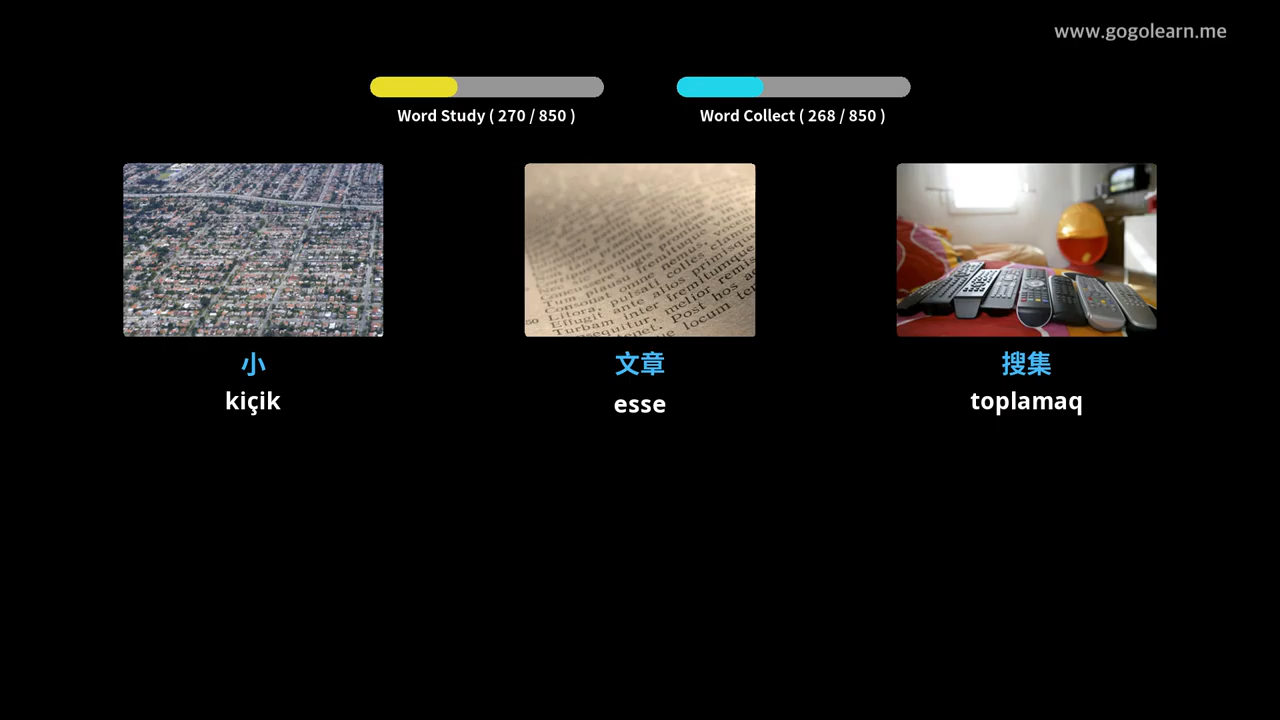 www.gogolearn.me
Word Study ( 270 / 850 )
Word Collect ( 268 / 850 )
小
kiçik
文章
esse
搜集
toplamaq